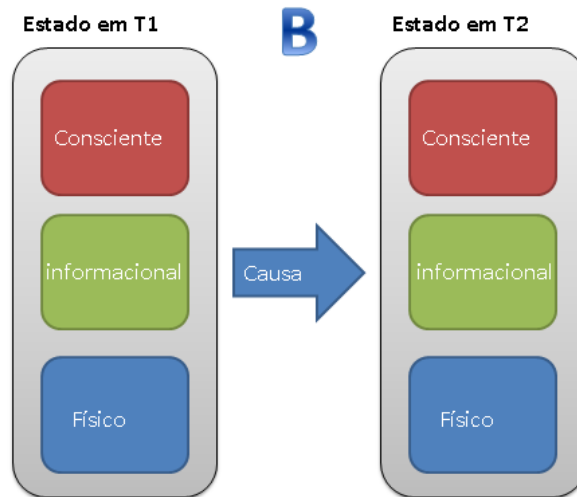 Estado em T1
B
Estado em T2
Consciente
Consciente
informacional
Causa
informacional
Físico
Físico